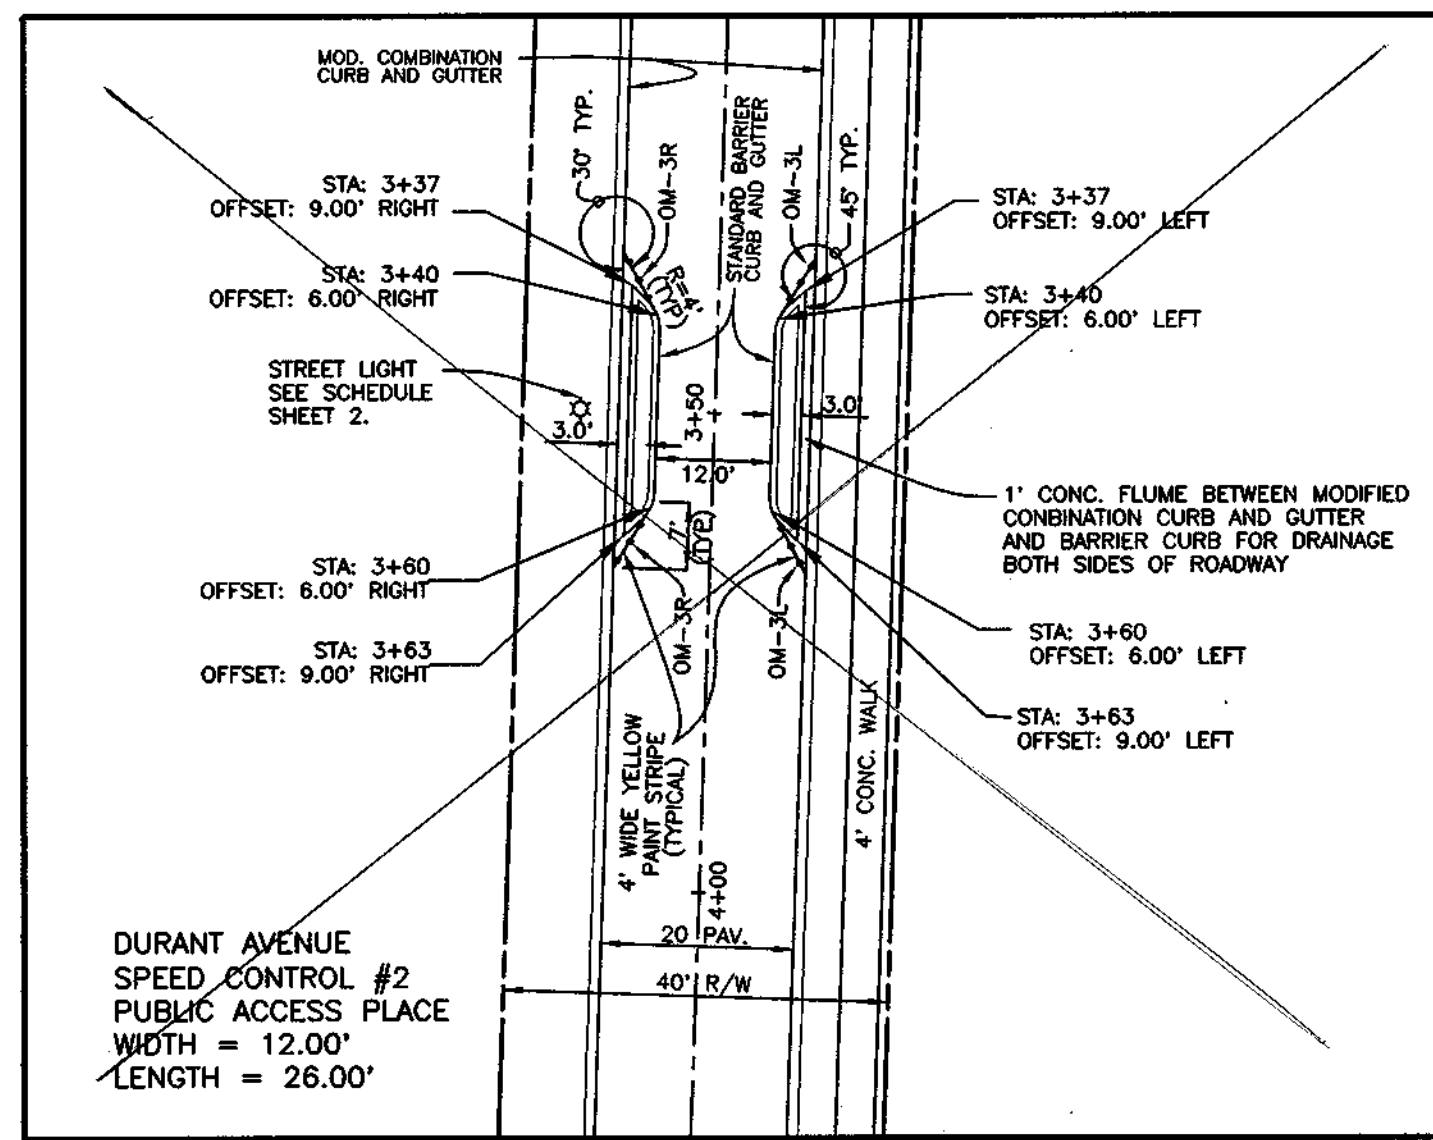 MOD. COMBINATION
CURB AND GUTTER
30° TYP.
OM-3R
R=4'
(TYP)
STANDARD BARRIER
CURB AND GUTTER
OM-3L
45° TYP.
STA: 3+37
OFFSET: 9.00' RIGHT
STA: 3+37
OFFSET: 9.00' LEFT
STA: 3+40
OFFSET: 6.00' RIGHT
STA: 3+40
OFFSET: 6.00' LEFT
STREET LIGHT
SEE SCHEDULE
SHEET 2.
3.0'
3+50
3.0'
12.0'
7'
(TYP.)
1' CONC. FLUME BETWEEN MODIFIED
CONBINATION CURB AND GUTTER
AND BARRIER CURB FOR DRAINAGE
BOTH SIDES OF ROADWAY
STA: 3+60
OFFSET: 6.00' RIGHT
STA: 3+63
OFFSET: 9.00' RIGHT
OM-3R
OM-3L
STA: 3+60
OFFSET: 6.00' LEFT
STA: 3+63
OFFSET: 9.00' LEFT
4' WIDE YELLOW
PAINT STRIPE
(TYPICAL)
4' CONC. WALK
4+00
20 PAV.
40' R/W
DURANT AVENUE
SPEED CONTROL #2
PUBLIC ACCESS PLACE
WIDTH = 12.00'
LENGTH = 26.00'